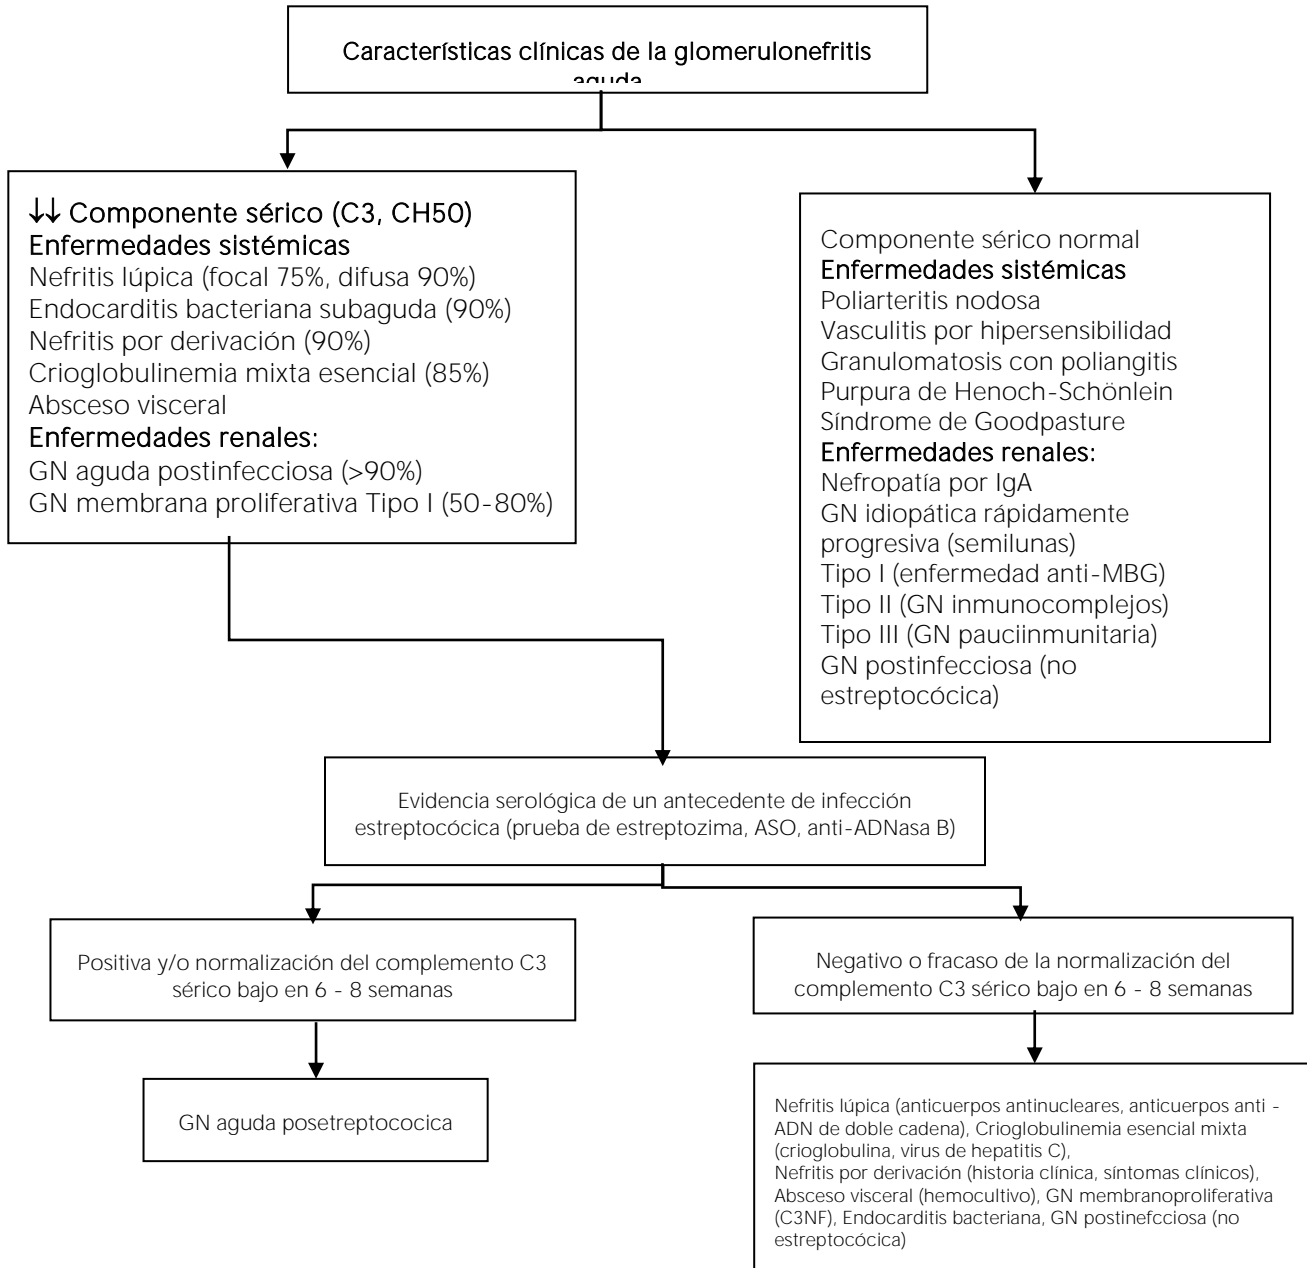 Características clínicas de la glomerulonefritis
aguda
↓↓ Componente sérico (C3, CH50)
Enfermedades sistémicas
Nefritis lúpica (focal 75%, difusa 90%)
Endocarditis bacteriana subaguda (90%)
Nefritis por derivación (90%)
Crioglobulinemia mixta esencial (85%)
Absceso visceral
Enfermedades renales:
GN aguda postinfecciosa (>90%)
GN membrana proliferativa Tipo I (50-80%)
Componente sérico normal
Enfermedades sistémicas
Poliarteritis nodosa
Vasculitis por hipersensibilidad
Granulomatosis con poliangitis
Purpura de Henoch-Schönlein
Síndrome de Goodpasture
Enfermedades renales:
Nefropatía por IgA
GN idiopática rápidamente
progresiva (semilunas)
Tipo I (enfermedad anti-MBG)
Tipo II (GN inmunocomplejos)
Tipo III (GN pauciinmunitaria)
GN postinfecciosa (no
estreptocócica)
Evidencia serológica de un antecedente de infección
estreptocócica (prueba de estreptozima, ASO, anti-ADNasa B)
Positiva y/o normalización del complemento C3
sérico bajo en 6 - 8 semanas
Negativo o fracaso de la normalización del
complemento C3 sérico bajo en 6 - 8 semanas
GN aguda posetreptococica
Nefritis lúpica (anticuerpos antinucleares, anticuerpos anti -
ADN de doble cadena), Crioglobulinemia esencial mixta
(crioglobulina, virus de hepatitis C),
Nefritis por derivación (historia clínica, síntomas clínicos),
Absceso visceral (hemocultivo), GN membranoproliferativa
(C3NF), Endocarditis bacteriana, GN postinefcciosa (no
estreptocócica)